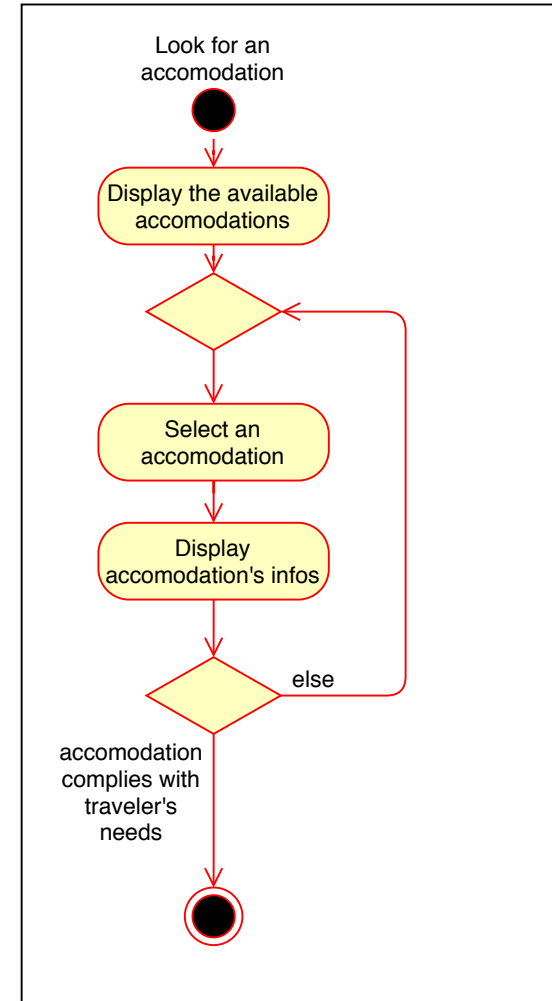 Look for an
accomodation
Display the available
accomodations
Select an
accomodation
Display
accomodation's infos
else
accomodation
complies with
traveler's
needs